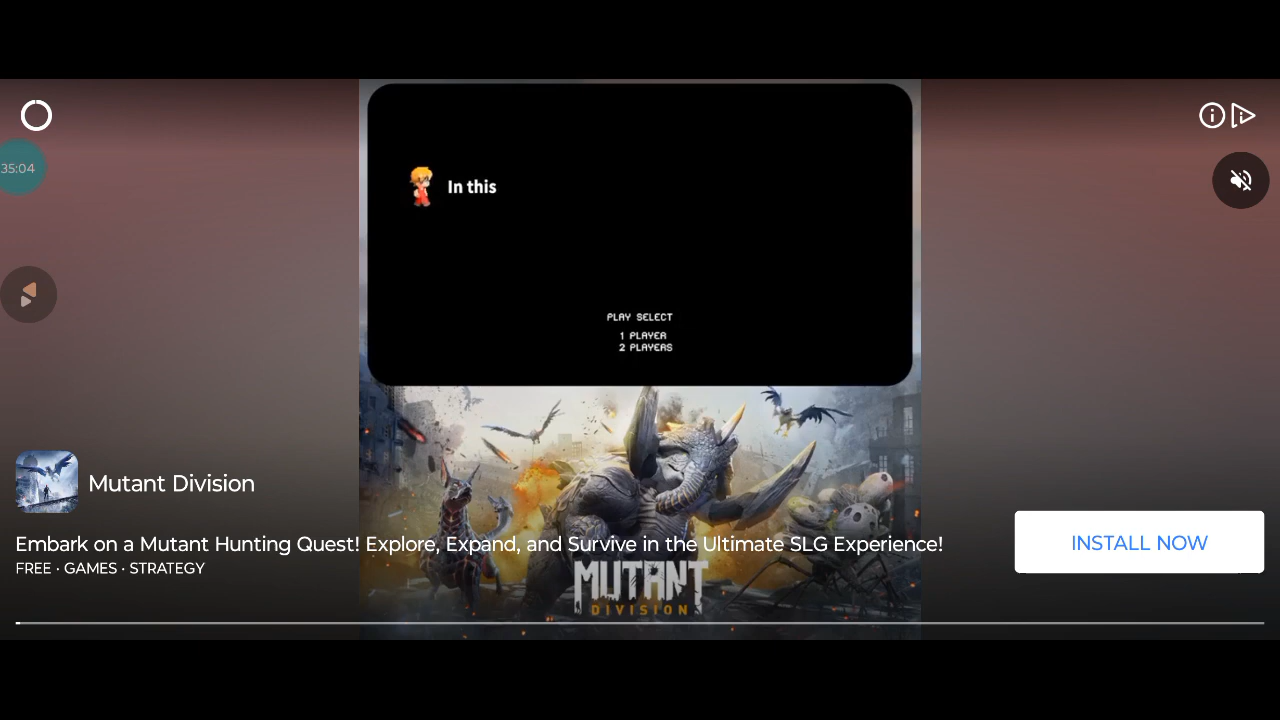 35:04
In this
PLAY SELECT
1 PLAYER
2 PLAYERS
Mutant Division
Embark on a Mutant Hunting Quest! Explore, Expand, and Survive in the Ultimate SLG Experience!
FREE · GAMES · STRATEGY
INSTALL NOW
MUTANT
DIVISION